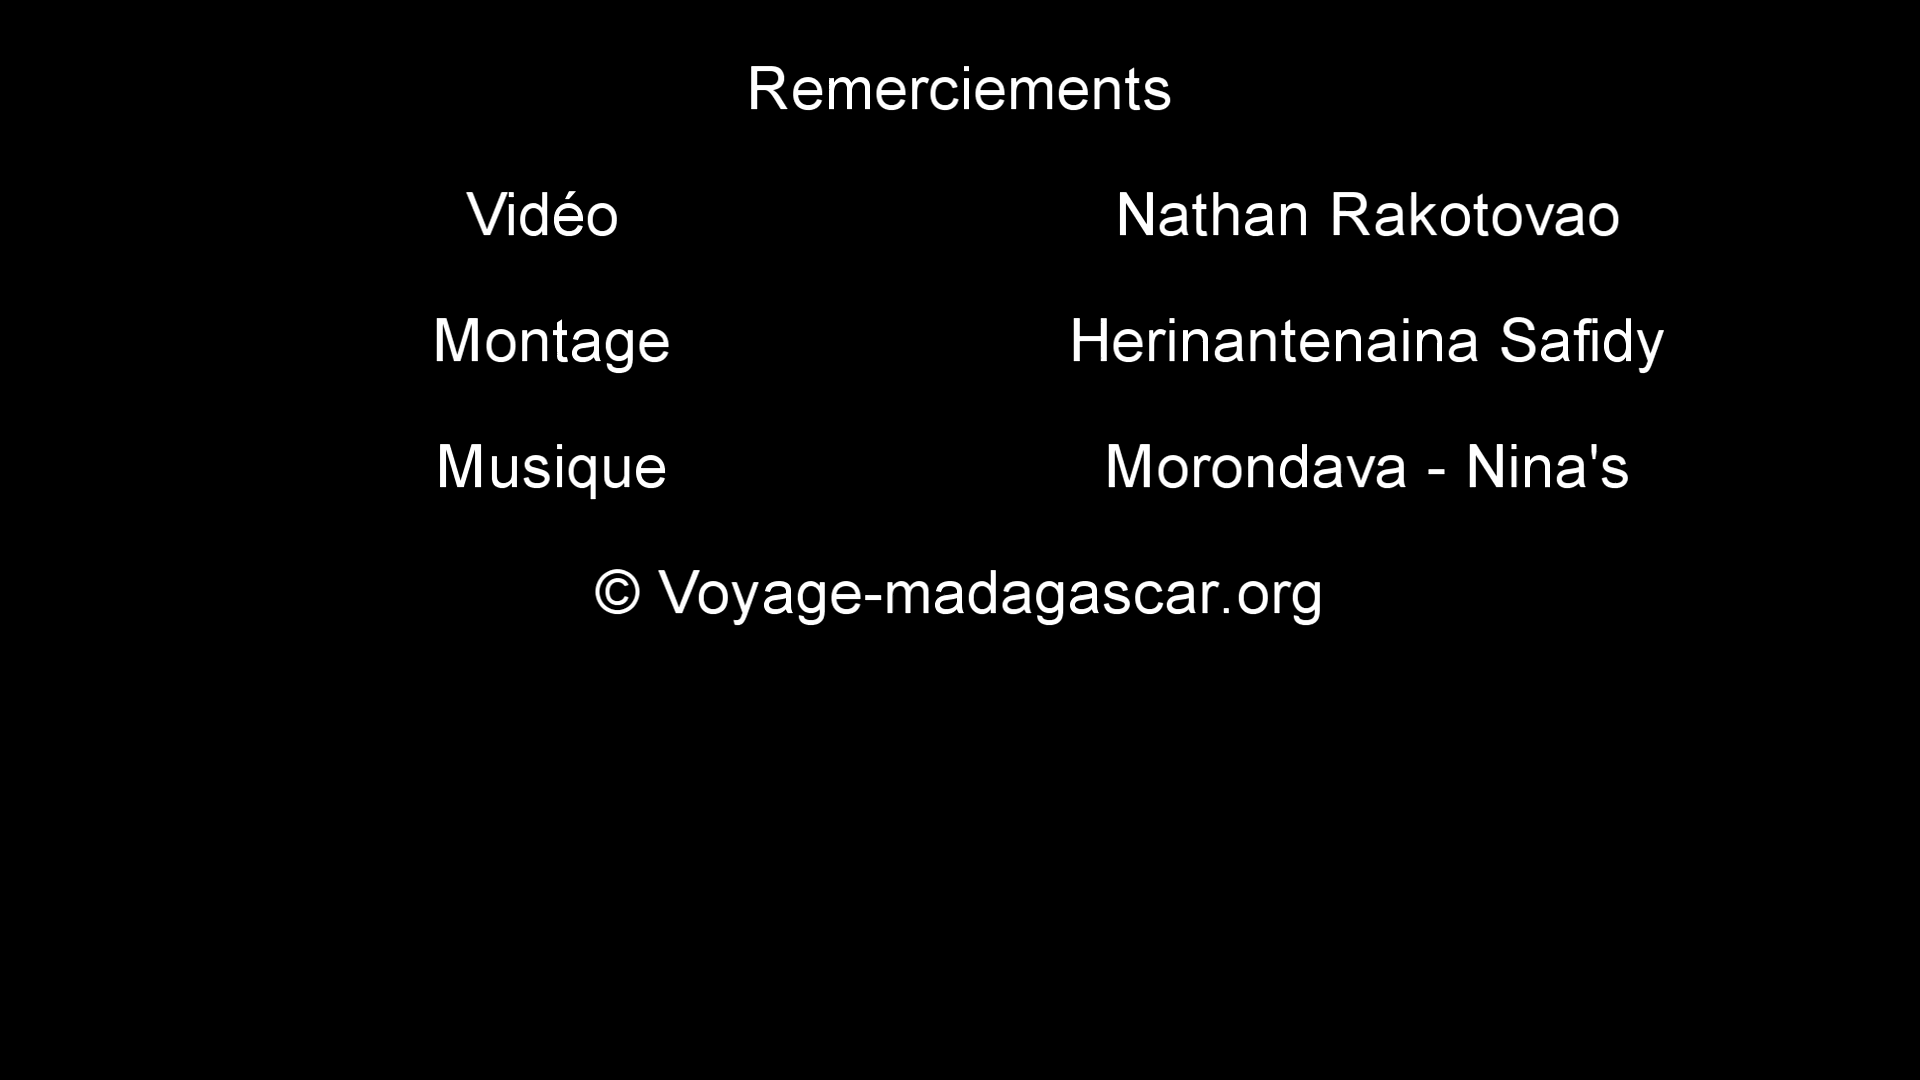 Remerciements
Vidéo Nathan Rakotovao
Montage Herinantenaina Safidy
Musique Morondava - Nina's
© Voyage-madagascar.org